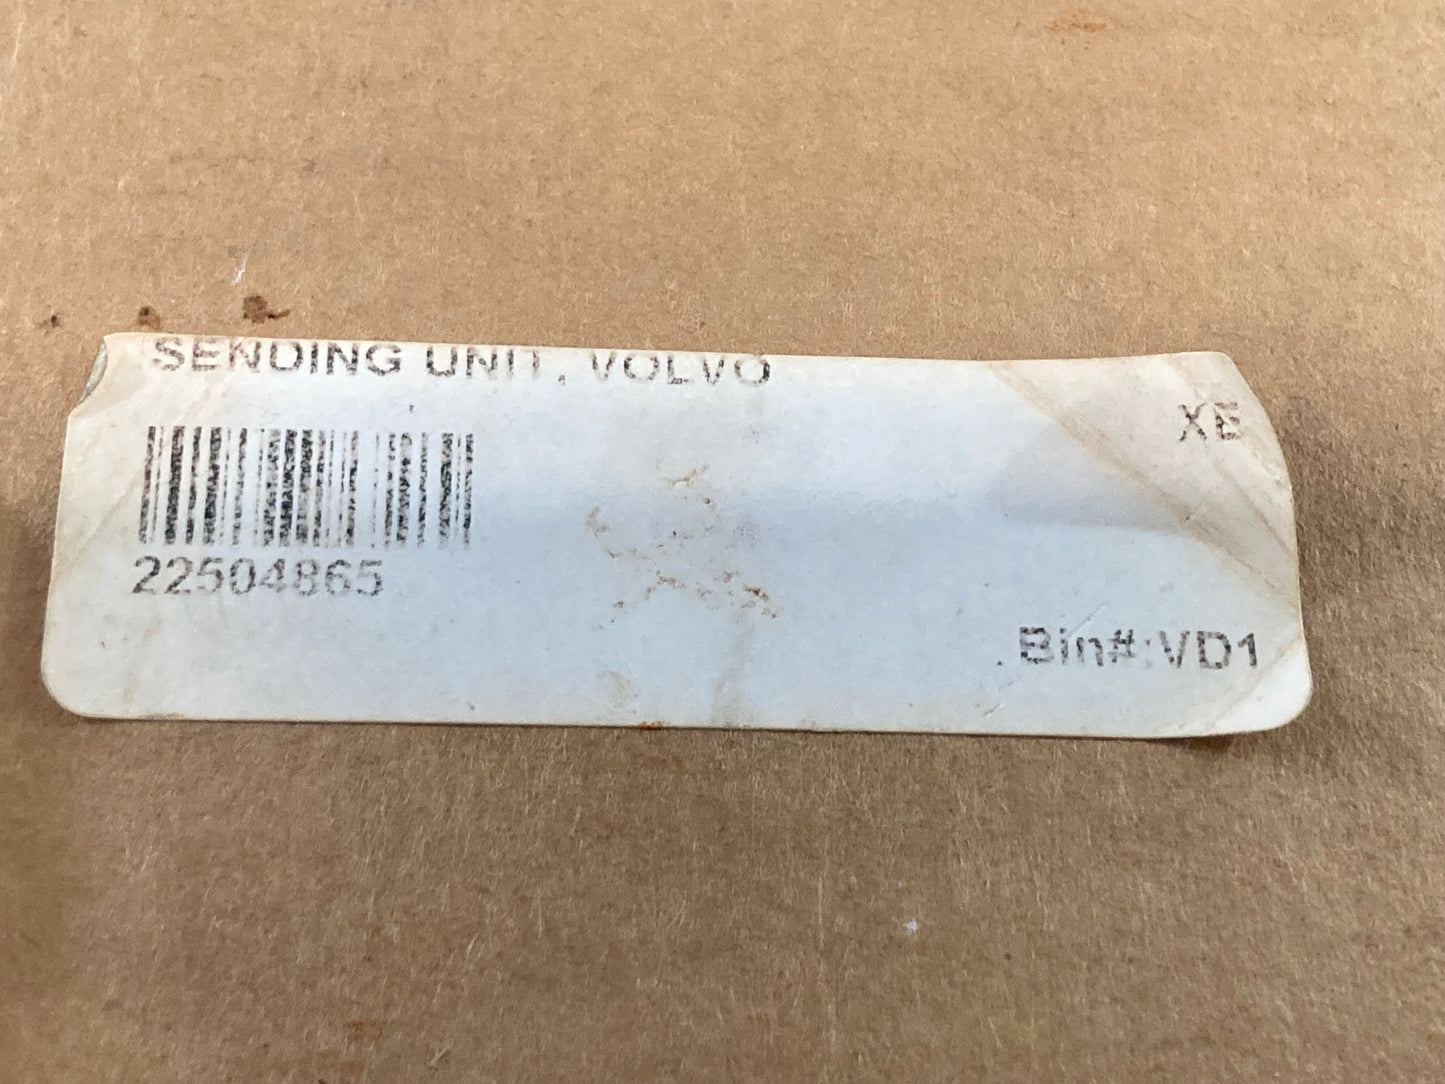 SENDING UNIT, VOLVO
XE
22504865
Bin#:VD1